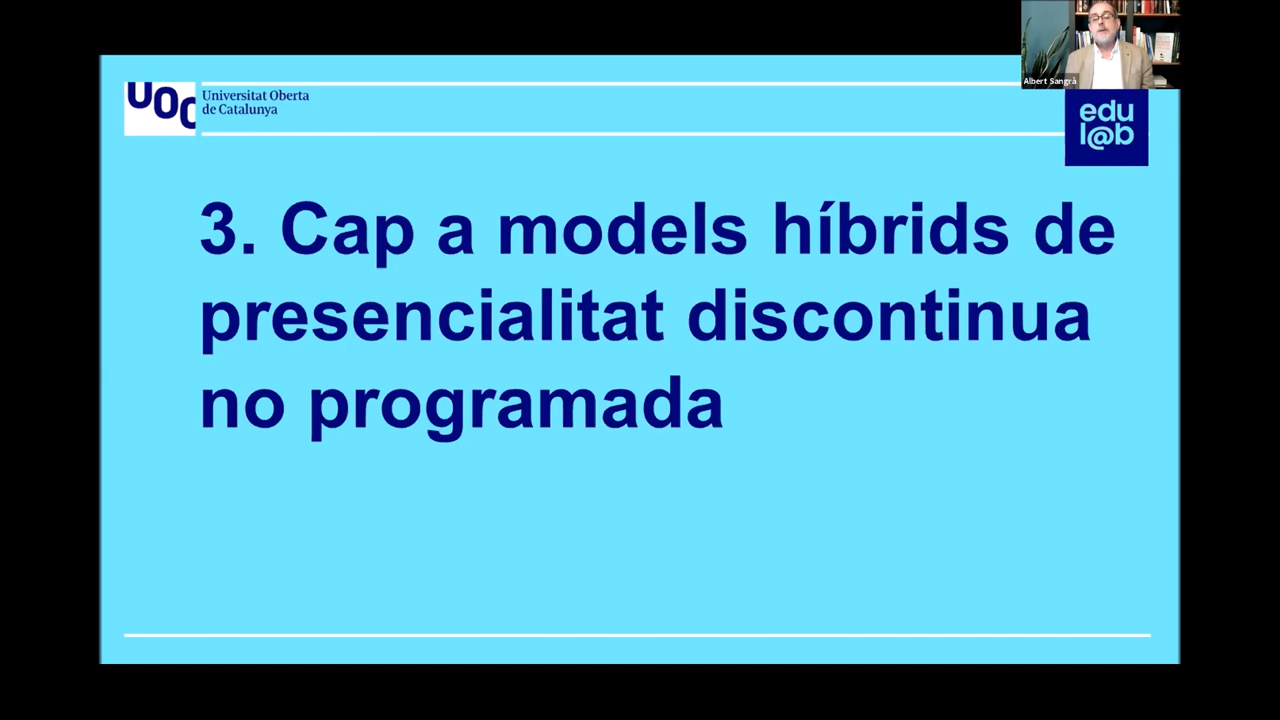 Albert Sangrà
UOC
Universitat Oberta
de Catalunya
edu
l@b
3. Cap a models híbrids de
presencialitat discontinua
no programada